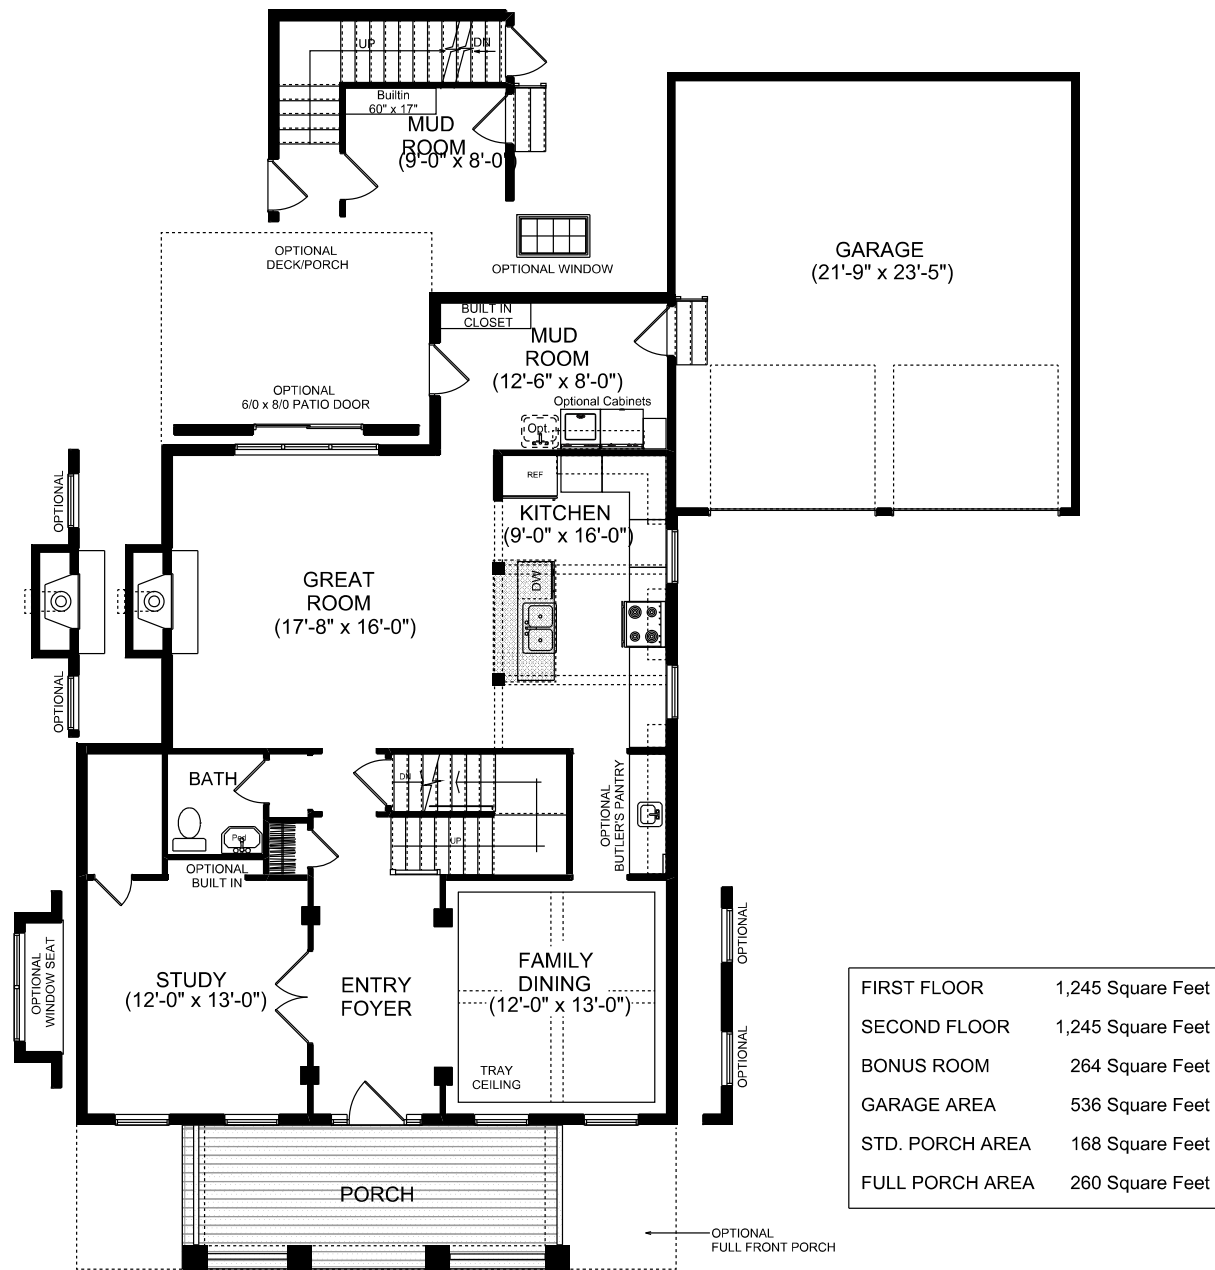 UP
DN
Builtin
60" x 17"
MUD
ROOM
(9'-0" x 8'-0")
OPTIONAL
DECK/PORCH
OPTIONAL WINDOW
GARAGE
(21'-9" x 23'-5")
BUILT IN
CLOSET
MUD
ROOM
(12'-6" x 8'-0")
Optional Cabinets
Opt.
OPTIONAL
6/0 x 8/0 PATIO DOOR
OPTIONAL
OPTIONAL
REF
KITCHEN
(9'-0" x 16'-0")
DW
GREAT
ROOM
(17'-8" x 16'-0")
BATH
Ped
DN
UP
OPTIONAL
BUTLER'S PANTRY
OPTIONAL
BUILT IN
OPTIONAL
WINDOW SEAT
STUDY
(12'-0" x 13'-0")
ENTRY
FOYER
FAMILY
DINING
(12'-0" x 13'-0")
TRAY
CEILING
OPTIONAL
OPTIONAL
PORCH
OPTIONAL
FULL FRONT PORCH
FIRST FLOOR 1,245 Square Feet
SECOND FLOOR 1,245 Square Feet
BONUS ROOM 264 Square Feet
GARAGE AREA 536 Square Feet
STD. PORCH AREA 168 Square Feet
FULL PORCH AREA 260 Square Feet